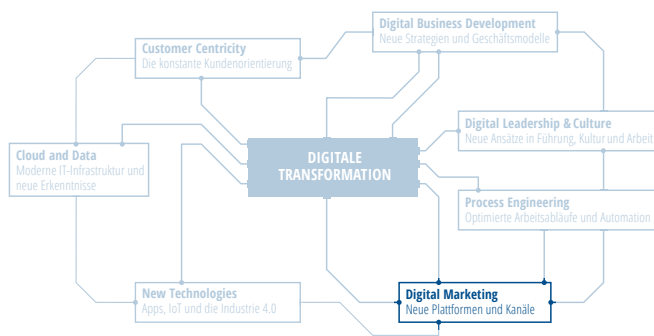 Digital Business Development
Neue Strategien und Geschäftsmodelle
Customer Centricity
Die konstante Kundenorientierung
Digital Leadership & Culture
Neue Ansätze in Führung, Kultur und Arbeit
Cloud and Data
Moderne IT-Infrastruktur und
neue Erkenntnisse
DIGITALE
TRANSFORMATION
Process Engineering
Optimierte Arbeitsabläufe und Automation
New Technologies
Apps, IoT und die Industrie 4.0
Digital Marketing
Neue Plattformen und Kanäle